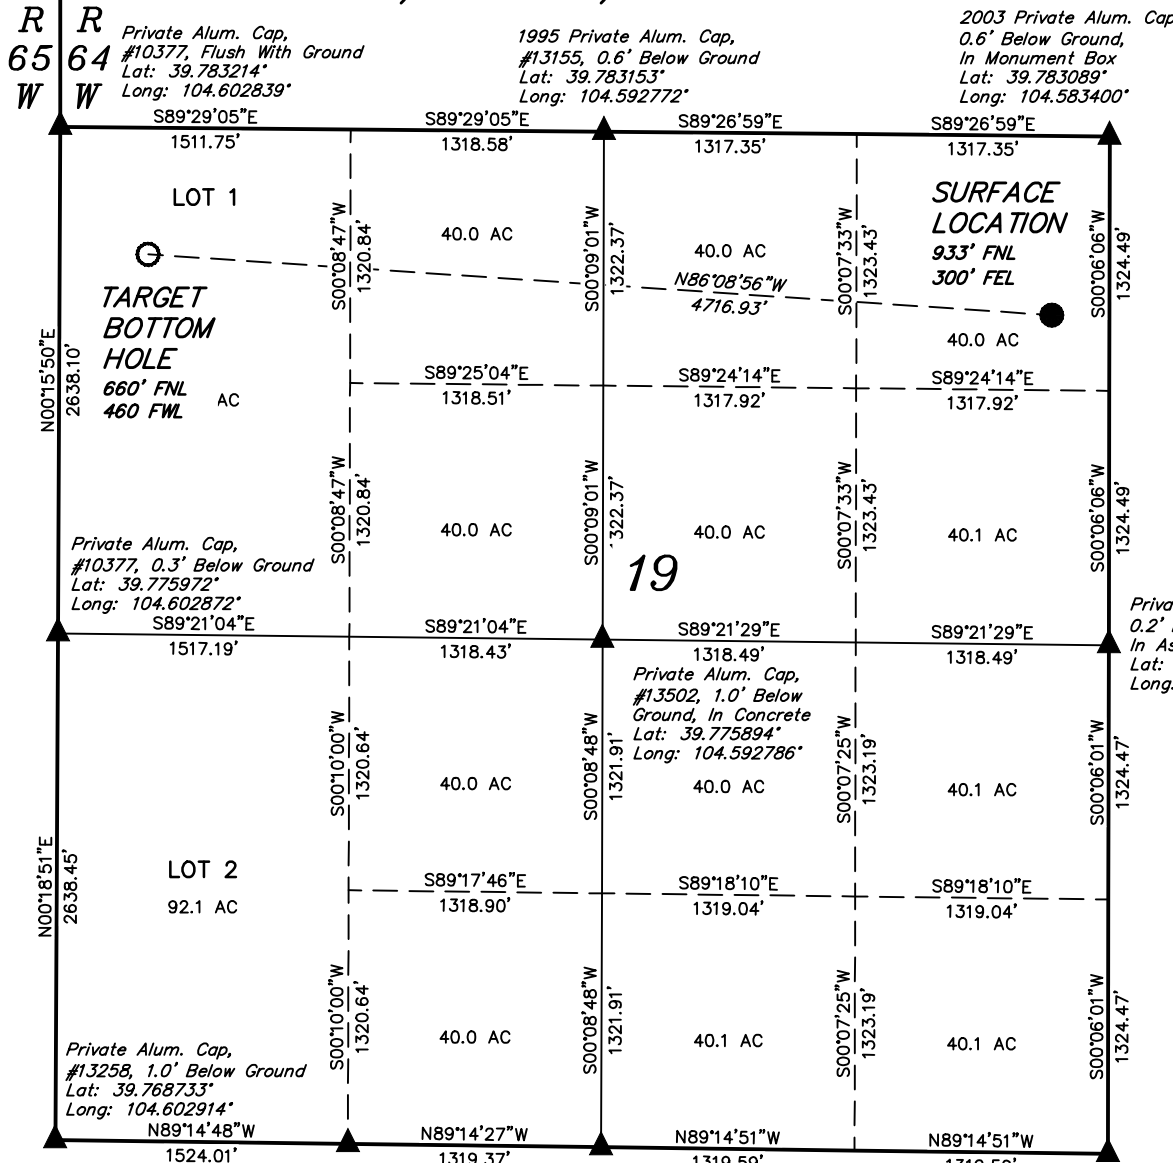 R R
65 64
W W
Private Alum. Cap,
#10377, Flush With Ground
Lat: 39.783214°
Long: 104.602839°
1995 Private Alum. Cap,
#13155, 0.6' Below Ground
Lat: 39.783153°
Long: 104.592772°
2003 Private Alum. Cap
0.6' Below Ground,
In Monument Box
Lat: 39.783089°
Long: 104.583400°
S89°29'05"E
1511.75'
S89°29'05"E
1318.58'
S89°26'59"E
1317.35'
S89°26'59"E
1317.35'
LOT 1
40.0 AC
40.0 AC
SURFACE
LOCATION
933' FNL
300' FEL
S00°08'47"W
1320.84'
S00°09'01"W
1322.37'
S00°07'33"W
1323.43'
S00°06'06"W
1324.49'
N86°08'56"W
4716.93'
TARGET
BOTTOM
HOLE
660' FNL
460 FWL
AC
40.0 AC
N00°15'50"E
2638.10'
S89°25'04"E
1318.51'
S89°24'14"E
1317.92'
S89°24'14"E
1317.92'
S00°08'47"W
1320.84'
S00°09'01"W
1322.37'
S00°07'33"W
1323.43'
S00°06'06"W
1324.49'
40.0 AC
40.0 AC
40.1 AC
Private Alum. Cap,
#10377, 0.3' Below Ground
Lat: 39.775972°
Long: 104.602872°
19
S89°21'04"E
1517.19'
S89°21'04"E
1318.43'
S89°21'29"E
1318.49'
S89°21'29"E
1318.49'
Priva
0.2'
In As
Lat:
Long.
Private Alum. Cap,
#13502, 1.0' Below
Ground, In Concrete
Lat: 39.775894°
Long: 104.592786°
S00°10'00"W
1320.64'
S00°08'48"W
1321.91'
S00°07'25"W
1323.19'
S00°06'01"W
1324.47'
40.0 AC
40.0 AC
40.1 AC
N00°18'51"E
2638.45'
LOT 2
92.1 AC
S89°17'46"E
1318.90'
S89°18'10"E
1319.04'
S89°18'10"E
1319.04'
S00°10'00"W
1320.64'
S00°08'48"W
1321.91'
S00°07'25"W
1323.19'
S00°06'01"W
1324.47'
40.0 AC
40.1 AC
40.1 AC
Private Alum. Cap,
#13258, 1.0' Below Ground
Lat: 39.768733°
Long: 104.602914°
N89°14'48"W
1524.01'
N89°14'27"W
1319.37'
N89°14'51"W
1319.59'
N89°14'51"W